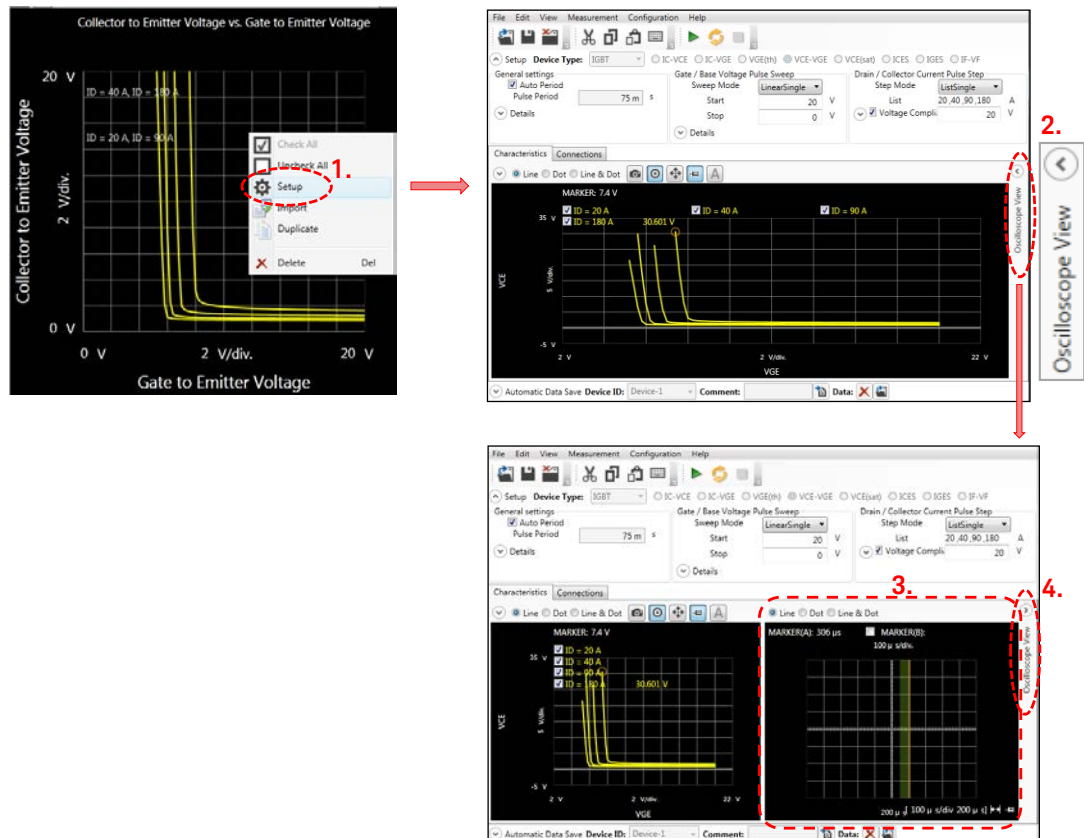 Collector to Emitter Voltage vs. Gate to Emitter Voltage
20 V
ID = 40 A, ID = 180 A
ID = 20 A, ID = 90 A
Collector to Emitter Voltage
2 V/div.
0 V
0 V
2 V/div.
20 V
Gate to Emitter Voltage
Check All
Uncheck All
1.
Setup
Import
Duplicate
Delete Del
File Edit View Measurement Configuration Help
Setup Device Type: IGBT IC-VCE IC-VGE VGE(th) VCE-VGE VCE(sat) ICES IGES IF-VF
General settings
Auto Period
Pulse Period 75 m s
Details
Gate / Base Voltage Pulse Sweep
Sweep Mode LinearSingle
Start 20 V
Stop 0 V
Details
Drain / Collector Current Pulse Step
Step Mode ListSingle
List 20 ,40 ,90 ,180 A
Voltage Compli 20 V
Characteristics Connections
Line Dot Line & Dot A
MARKER: 7.4 V
ID = 20 A ID = 40 A ID = 90 A
ID = 180 A 30.601 V
35 V
VCE
5 V/div.
-5 V
2 V
2 V/div.
22 V
VGE
Oscilloscope View
Automatic Data Save Device ID: Device-1 Comment: Data:
2.
Oscilloscope View
File Edit View Measurement Configuration Help
Setup Device Type: IGBT IC-VCE IC-VGE VGE(th) VCE-VGE VCE(sat) ICES IGES IF-VF
General settings
Auto Period
Pulse Period 75 m s
Details
Gate / Base Voltage Pulse Sweep
Sweep Mode LinearSingle
Start 20 V
Stop 0 V
Details
Drain / Collector Current Pulse Step
Step Mode ListSingle
List 20 ,40 ,90 ,180 A
Voltage Compli 20 V
Characteristics Connections
3.
4.
Line Dot Line & Dot A
Line Dot Line & Dot
MARKER: 7.4 V
ID = 20 A
ID = 40 A
ID = 90 A
ID = 180 A 30.601 V
35 V
VCE
5 V/div.
-5 V
2 V
2 V/div.
22 V
VGE
MARKER(A): 306 μs MARKER(B):
100 μ s/div.
200 μ [ 100 μ s/div 200 μ s]
Oscilloscope View
Automatic Data Save Device ID: Device-1 Comment: Data: